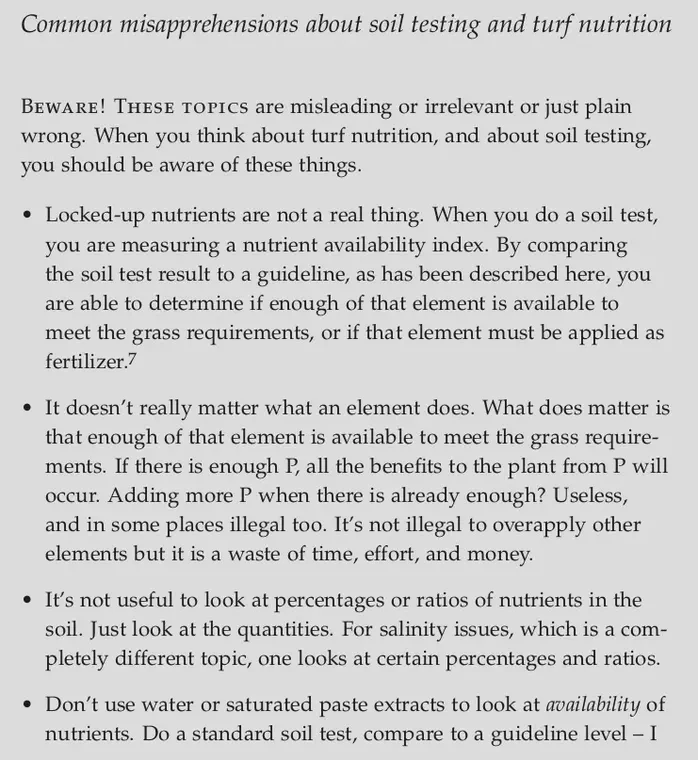 Common misapprehensions about soil testing and turf nutrition
Beware! These topics are misleading or irrelevant or just plain
wrong. When you think about turf nutrition, and about soil testing,
you should be aware of these things.
• Locked-up nutrients are not a real thing. When you do a soil test,
you are measuring a nutrient availability index. By comparing
the soil test result to a guideline, as has been described here, you
are able to determine if enough of that element is available to
meet the grass requirements, or if that element must be applied as
fertilizer.7
• It doesn't really matter what an element does. What does matter is
that enough of that element is available to meet the grass require-
ments. If there is enough P, all the benefits to the plant from P will
occur. Adding more P when there is already enough? Useless,
and in some places illegal too. It's not illegal to overapply other
elements but it is a waste of time, effort, and money.
• It's not useful to look at percentages or ratios of nutrients in the
soil. Just look at the quantities. For salinity issues, which is a com-
pletely different topic, one looks at certain percentages and ratios.
• Don't use water or saturated paste extracts to look at availability of
nutrients. Do a standard soil test, compare to a guideline level – I